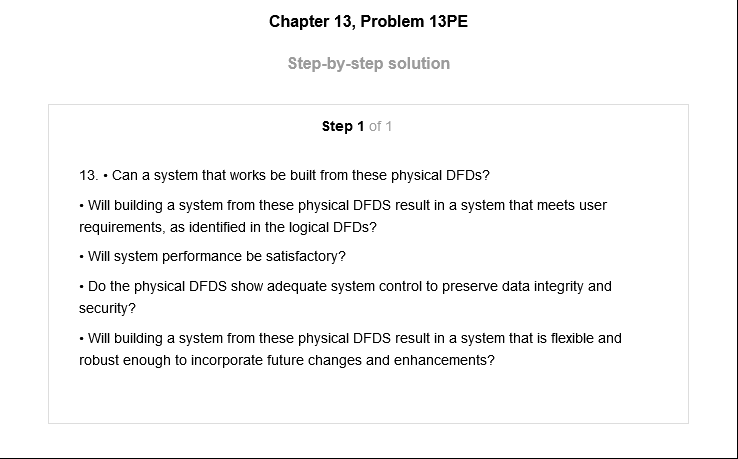 Chapter 13, Problem 13PE
Step-by-step solution
Step 1 of 1
13. • Can a system that works be built from these physical DFDs?
• Will building a system from these physical DFDS result in a system that meets user
requirements, as identified in the logical DFDs?
• Will system performance be satisfactory?
• Do the physical DFDS show adequate system control to preserve data integrity and
security?
• Will building a system from these physical DFDS result in a system that is flexible and
robust enough to incorporate future changes and enhancements?